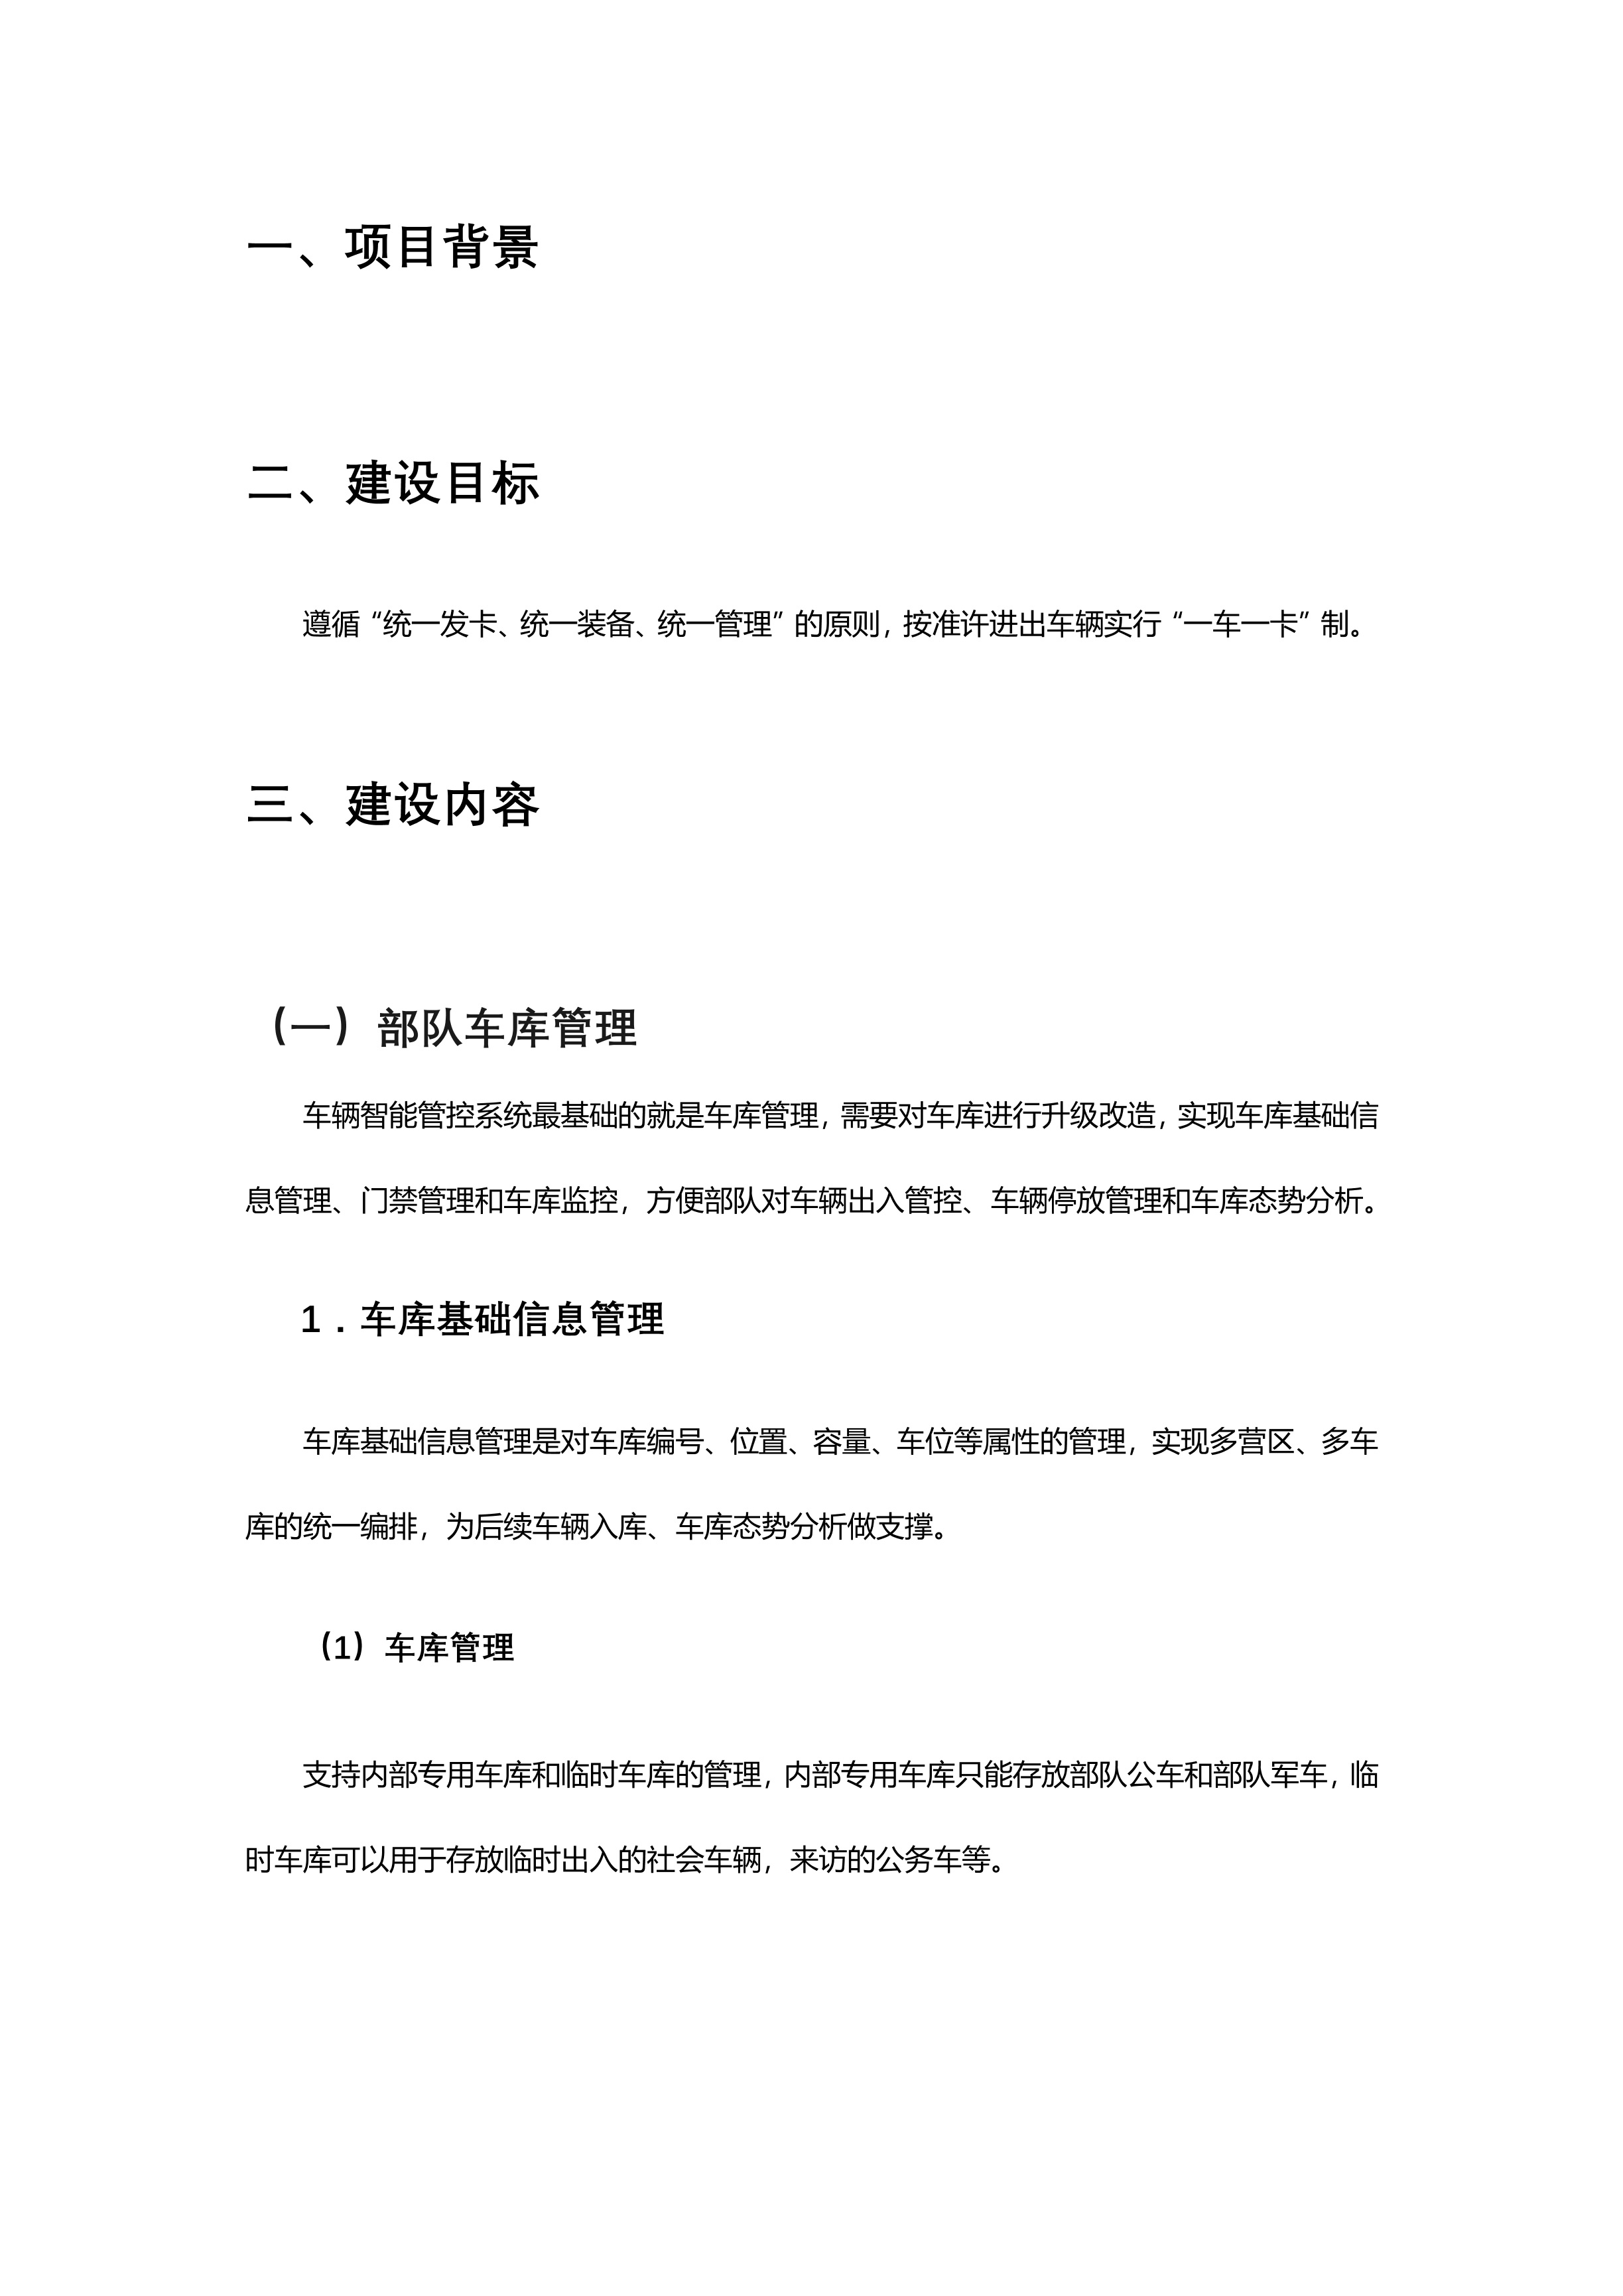 一、项目背景
二、建设目标
遵循“统一发卡、统一装备、统一管理”的原则，按准许进出车辆实行“一车一卡”制。
三、建设内容
（一）部队车库管理
车辆智能管控系统最基础的就是车库管理，需要对车库进行升级改造，实现车库基础信
息管理、门禁管理和车库监控，方便部队对车辆出入管控、车辆停放管理和车库态势分析。
1．车库基础信息管理
车库基础信息管理是对车库编号、位置、容量、车位等属性的管理，实现多营区、多车
库的统一编排，为后续车辆入库、车库态势分析做支撑。
（1）车库管理
支持内部专用车库和临时车库的管理，内部专用车库只能存放部队公车和部队军车，临
时车库可以用于存放临时出入的社会车辆，来访的公务车等。